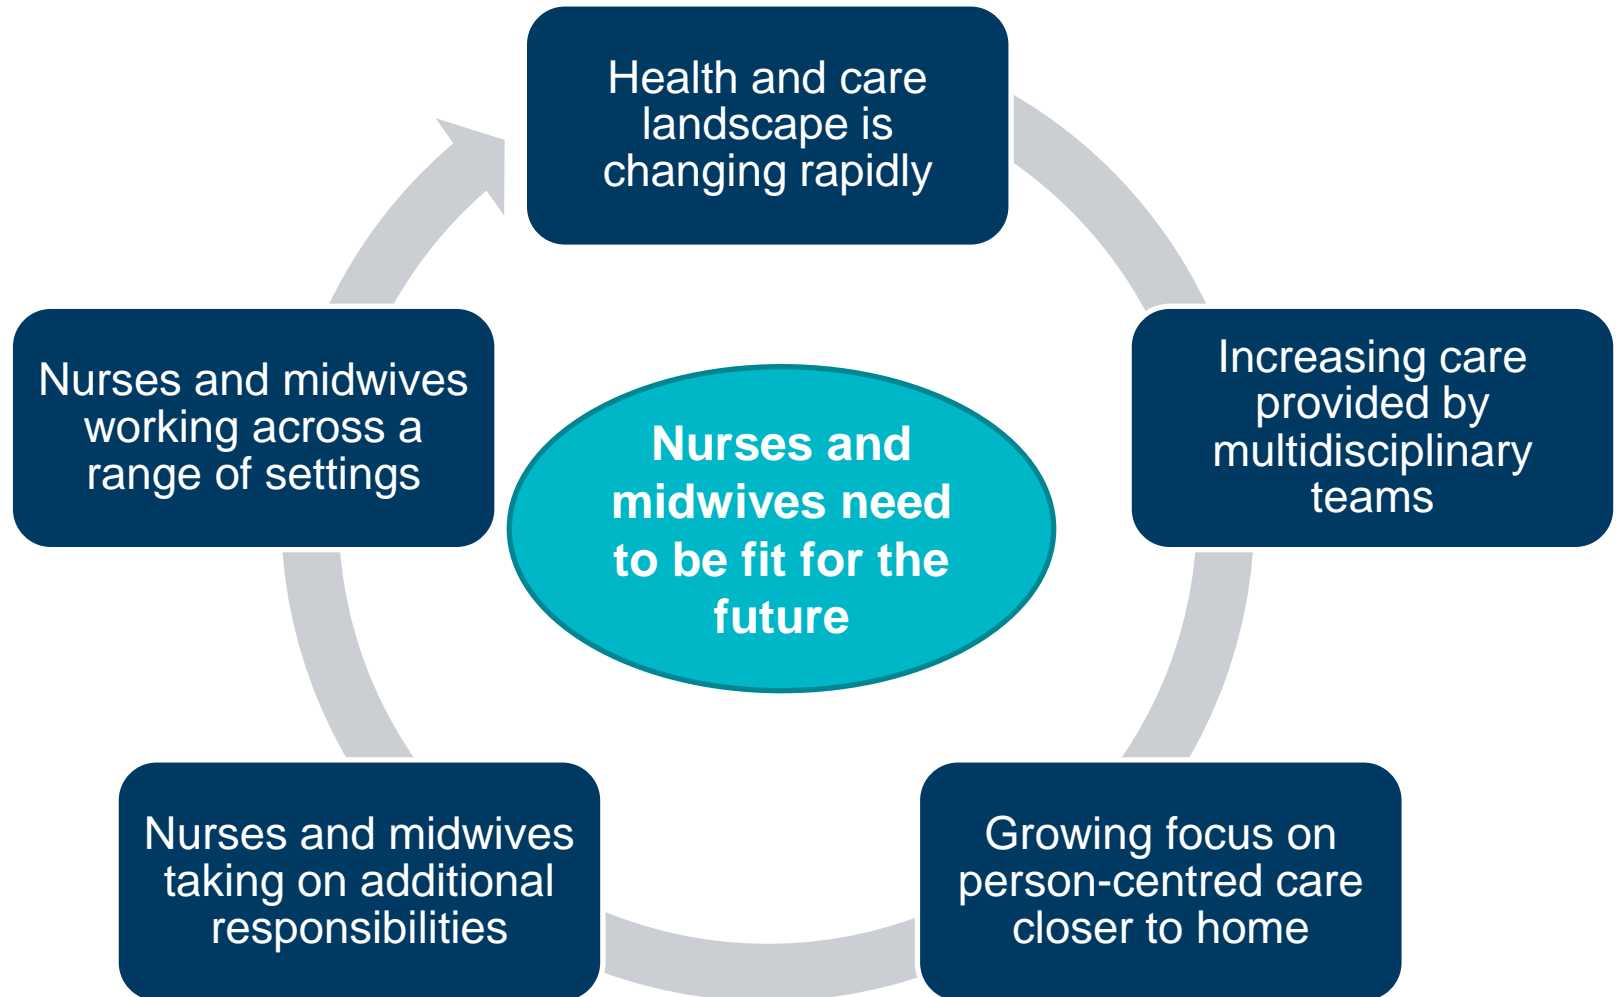 Health and care
landscape is
changing rapidly
Increasing care
provided by
multidisciplinary
teams
Growing focus on
person-centred care
closer to home
Nurses and midwives
taking on additional
responsibilities
Nurses and midwives
working across a
range of settings
Nurses and
midwives need
to be fit for the
future